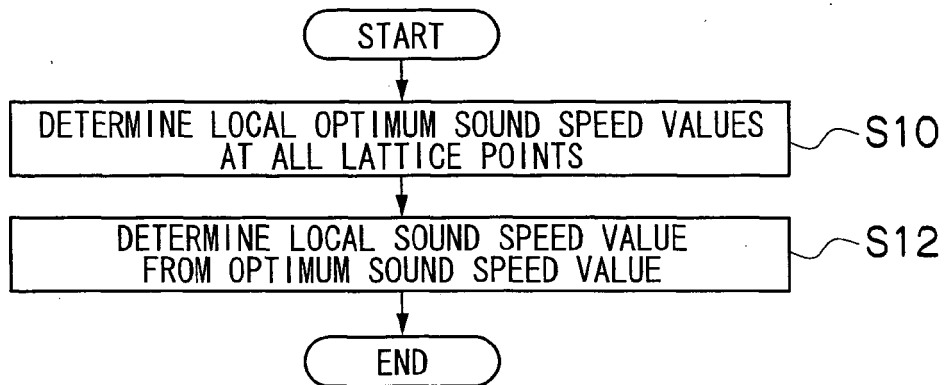 START
DETERMINE LOCAL OPTIMUM SOUND SPEED VALUES
AT ALL LATTICE POINTS
S10
DETERMINE LOCAL SOUND SPEED VALUE
FROM OPTIMUM SOUND SPEED VALUE
S12
END